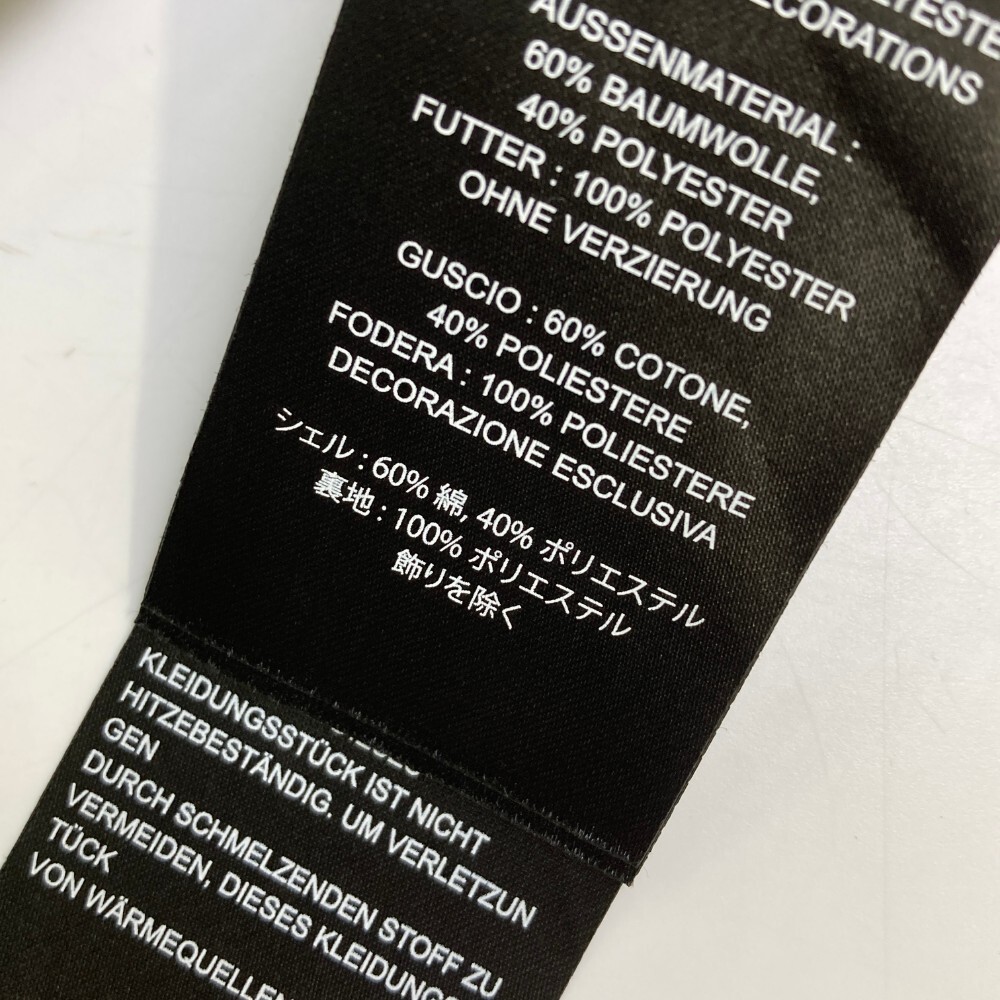 DECORATIONS
AUSSENMATERIAL :
60% BAUMWOLLE,
40% POLYESTER
FUTTER : 100% POLYESTER
OHNE VERZIERUNG
GUSCIO : 60% COTONE,
40% POLIESTERE
FODERA : 100% POLIESTERE
DECORAZIONE ESCLUSIVA
シェル : 60% 綿, 40% ポリエステル
裏地 : 100% ポリエステル
飾りを除く
KLEIDUNGSSTÜCK IST NICHT
HITZEBESTÄNDIG. UM VERLETZUN
GEN
DURCH SCHMELZENDEN STOFF ZU
VERMEIDEN, DIESES KLEIDUNGS
TÜCK
VON WÄRMEQUELLEN